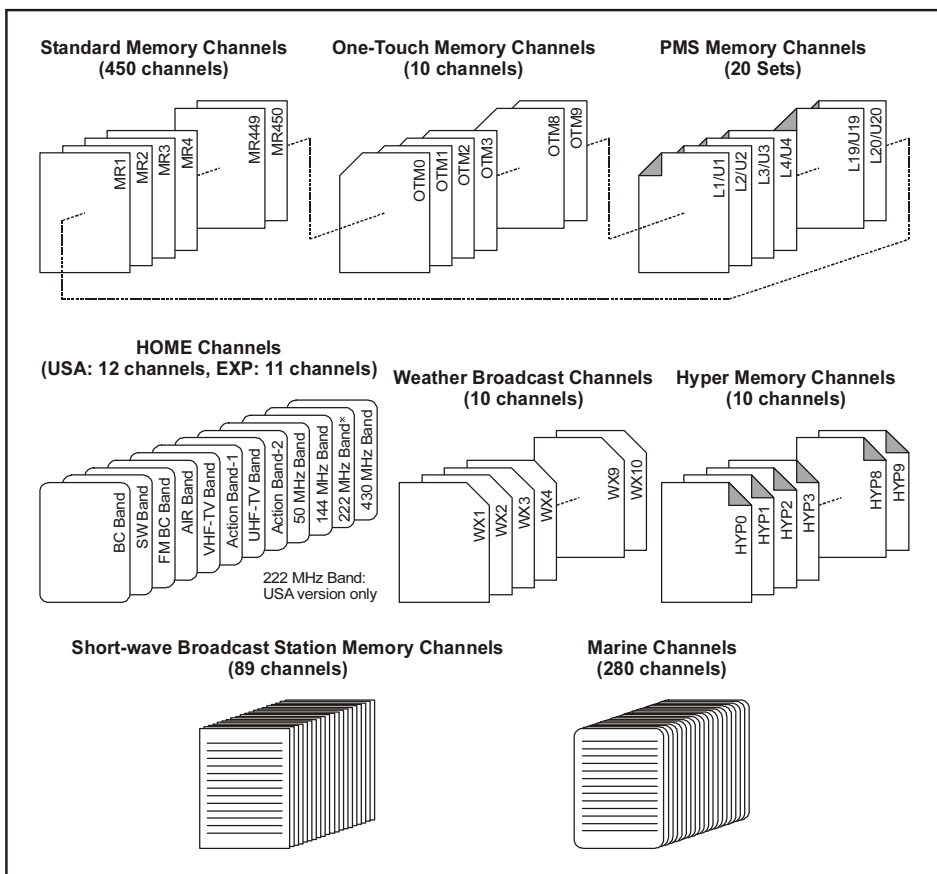 Standard Memory Channels
(450 channels)
One-Touch Memory Channels
(10 channels)
PMS Memory Channels
(20 Sets)
MR1
MR2
MR3
MR4
MR449
MR450
OTM0
OTM1
OTM2
OTM3
OTM8
OTM9
L1/U1
L2/U2
L3/U3
L4/U4
L19/U19
L20/U20
HOME Channels
(USA: 12 channels, EXP: 11 channels)
BC Band
SW Band
FM BC Band
AIR Band
VHF-TV Band
Action Band-1
UHF-TV Band
Action Band-2
50 MHz Band
144 MHz Band
222 MHz Band×
430 MHz Band
222 MHz Band:
USA version only
Weather Broadcast Channels
(10 channels)
WX1
WX2
WX3
WX4
WX9
WX10
Hyper Memory Channels
(10 channels)
HYP0
HYP1
HYP2
HYP3
HYP8
HYP9
Short-wave Broadcast Station Memory Channels
(89 channels)
Marine Channels
(280 channels)